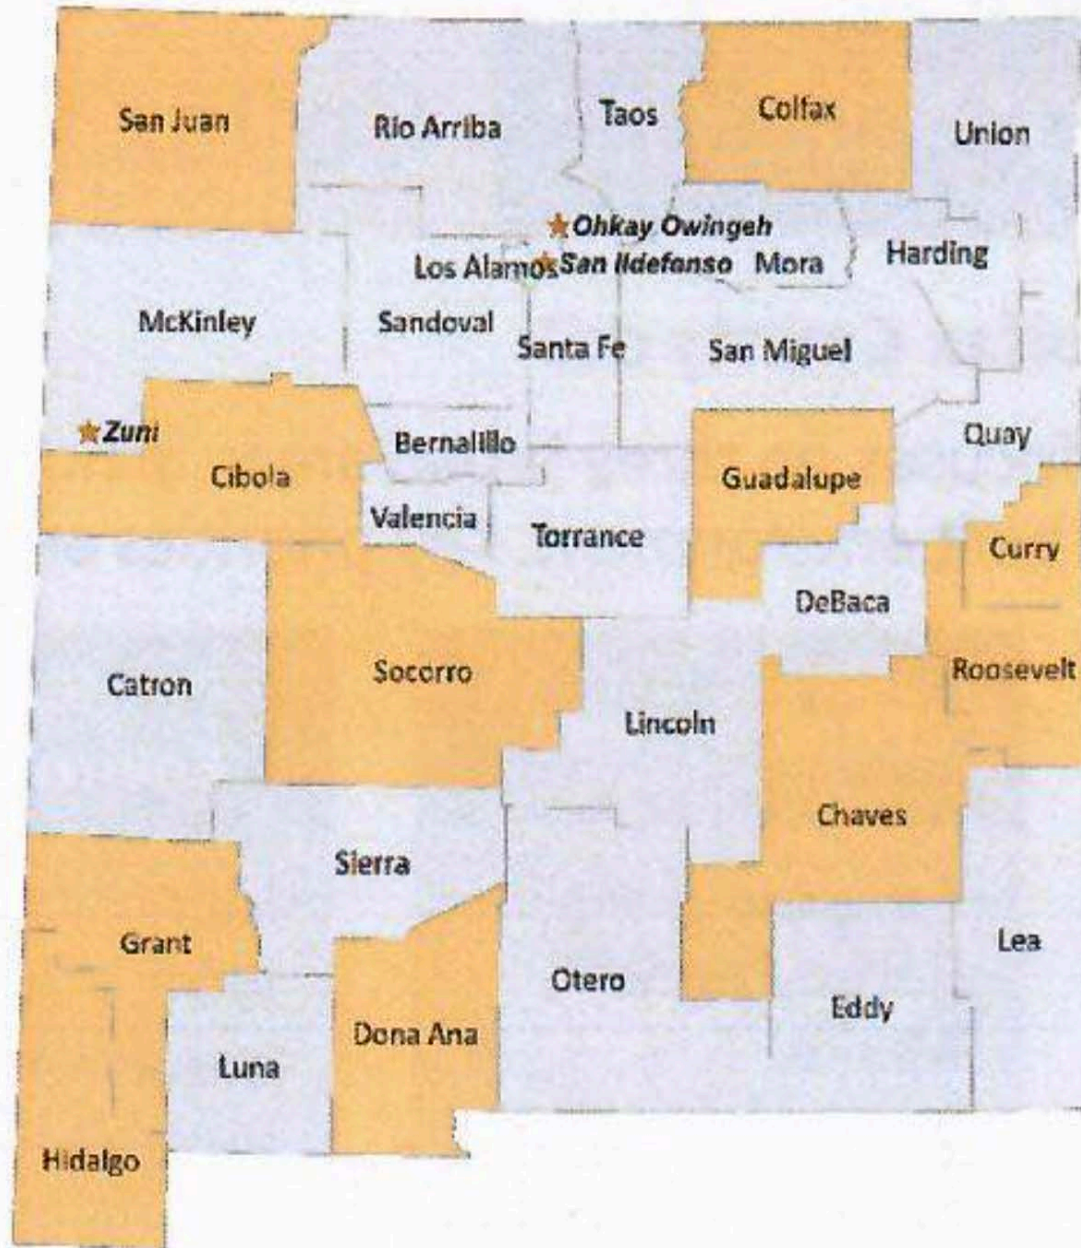 San Juan
Rio Arriba
Taos
Colfax
Union
Ohkay Owingeh
Los Alamos
San Ildefonso
Mora
Harding
McKinley
Sandoval
Santa Fe
San Miguel
Zuni
Bernalillo
Quay
Cibola
Guadalupe
Valencia
Torrance
Curry
DeBaca
Catron
Socorro
Roosevelt
Lincoln
Chaves
Sierra
Grant
Lea
Otero
Eddy
Dona Ana
Luna
Hidalgo